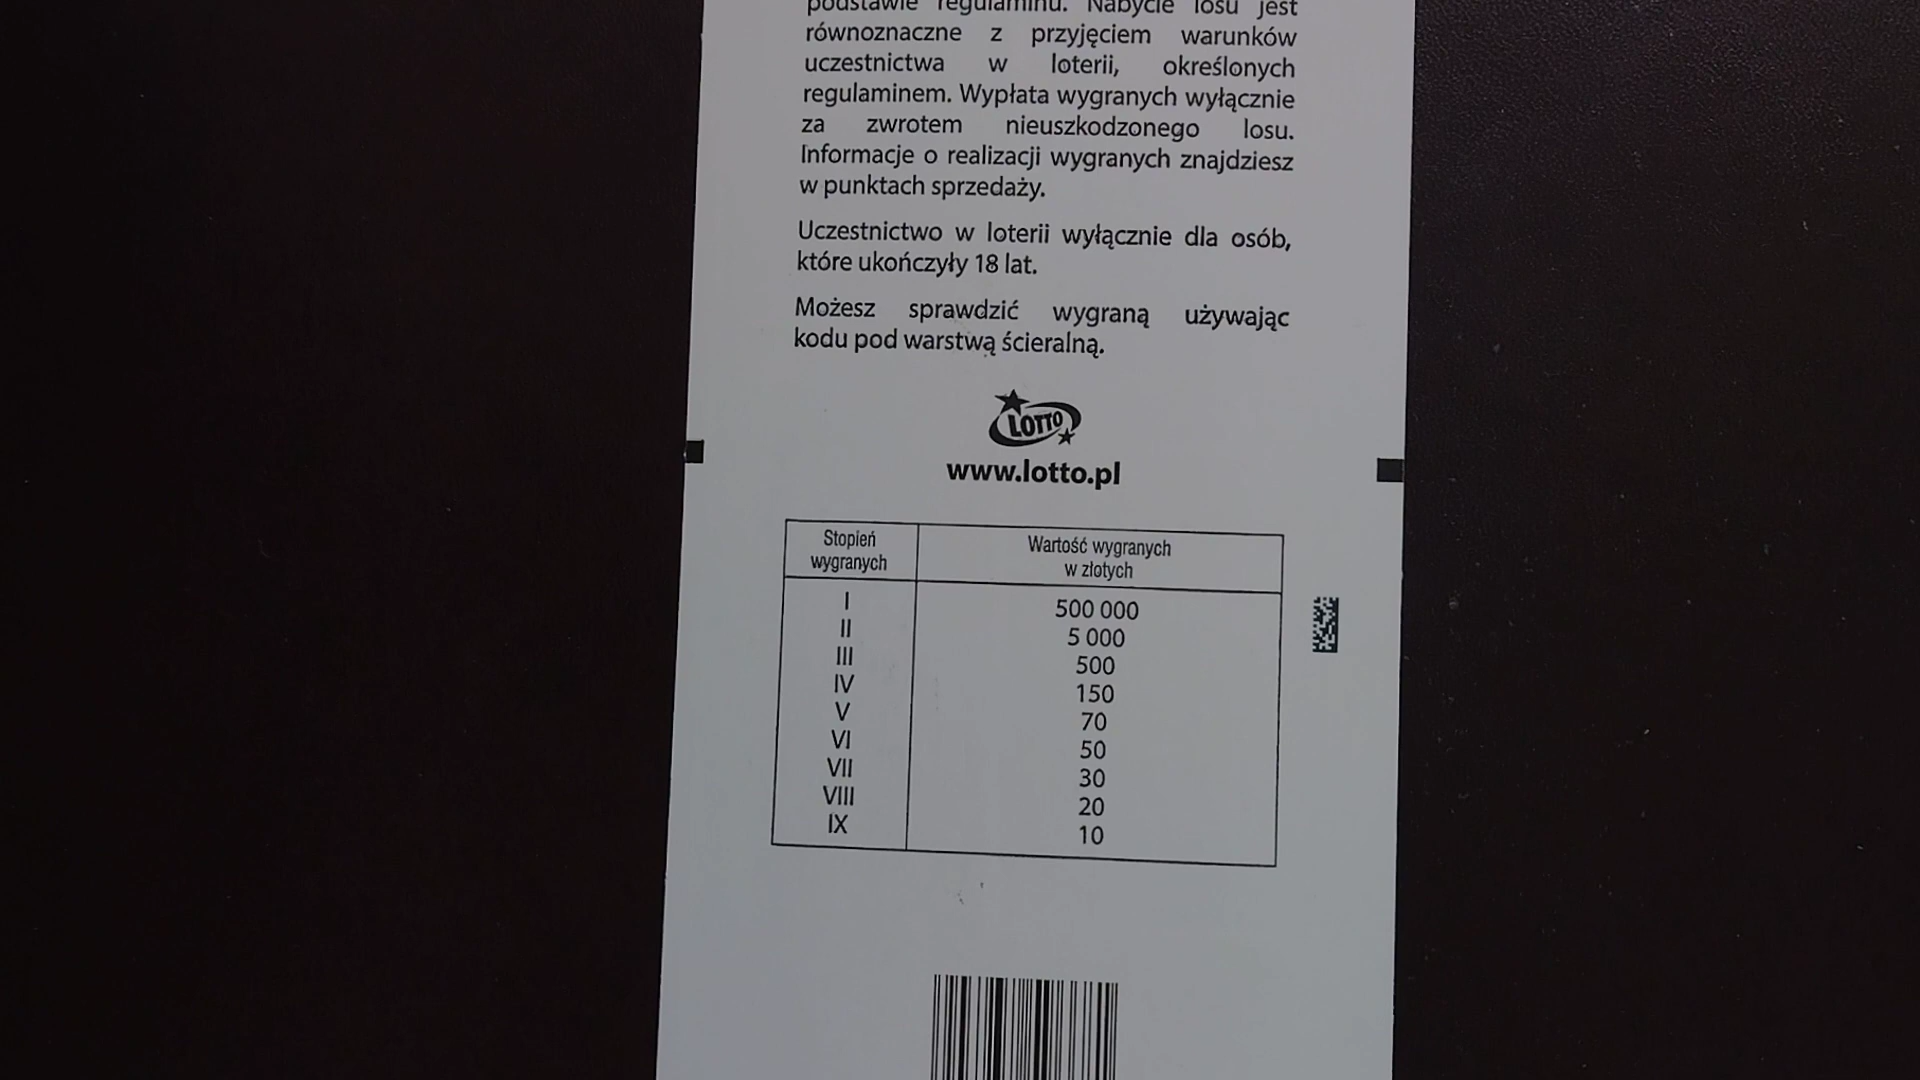 podstawie regulaminu. Nabycie losu jest
równoznaczne z przyjęciem warunków
uczestnictwa w loterii, określonych
regulaminem. Wypłata wygranych wyłącznie
za zwrotem nieuszkodzonego losu.
Informacje o realizacji wygranych znajdziesz
w punktach sprzedaży.
Uczestnictwo w loterii wyłącznie dla osób,
które ukończyły 18 lat.
Możesz sprawdzić wygraną używając
kodu pod warstwą ścieralną.
LOTTO
www.lotto.pl
Stopień wygranych
Wartość wygranych w złotych
I 500 000
II 5 000
III 500
IV 150
V 70
VI 50
VII 30
VIII 20
IX 10